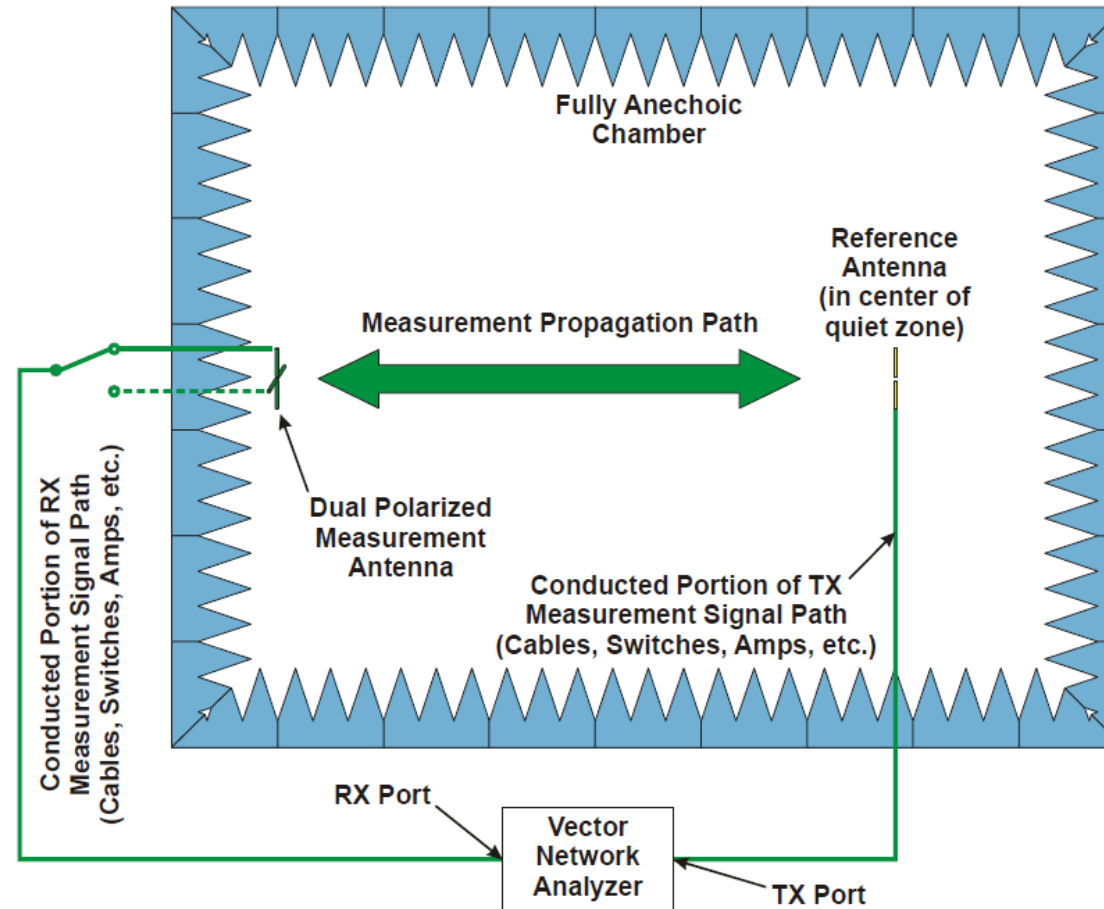 Fully Anechoic
Chamber
Reference
Antenna
(in center of
quiet zone)
Measurement Propagation Path
Dual Polarized
Measurement
Antenna
Conducted Portion of RX
Measurement Signal Path
(Cables, Switches, Amps, etc.)
Conducted Portion of TX
Measurement Signal Path
(Cables, Switches, Amps, etc.)
RX Port
Vector
Network
Analyzer
TX Port